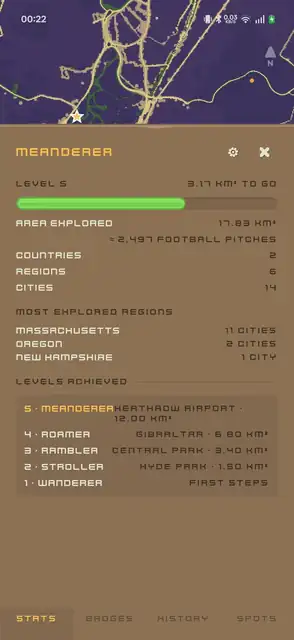 00:22
0.03
KB/s
N
MEANDERER
LEVEL 5
3.17 KM² TO GO
AREA EXPLORED
17.83 KM²
≈ 2,497 FOOTBALL PITCHES
COUNTRIES
2
REGIONS
6
CITIES
14
MOST EXPLORED REGIONS
MASSACHUSETTS
11 CITIES
OREGON
2 CITIES
NEW HAMPSHIRE
1 CITY
LEVELS ACHIEVED
5 · MEANDERER
HEATHROW AIRPORT ·
12.00 KM²
4 · ROAMER
GIBRALTAR · 6.80 KM²
3 · RAMBLER
CENTRAL PARK · 3.40 KM²
2 · STROLLER
HYDE PARK · 1.50 KM²
1 · WANDERER
FIRST STEPS
STATS
BADGES
HISTORY
SPOTS